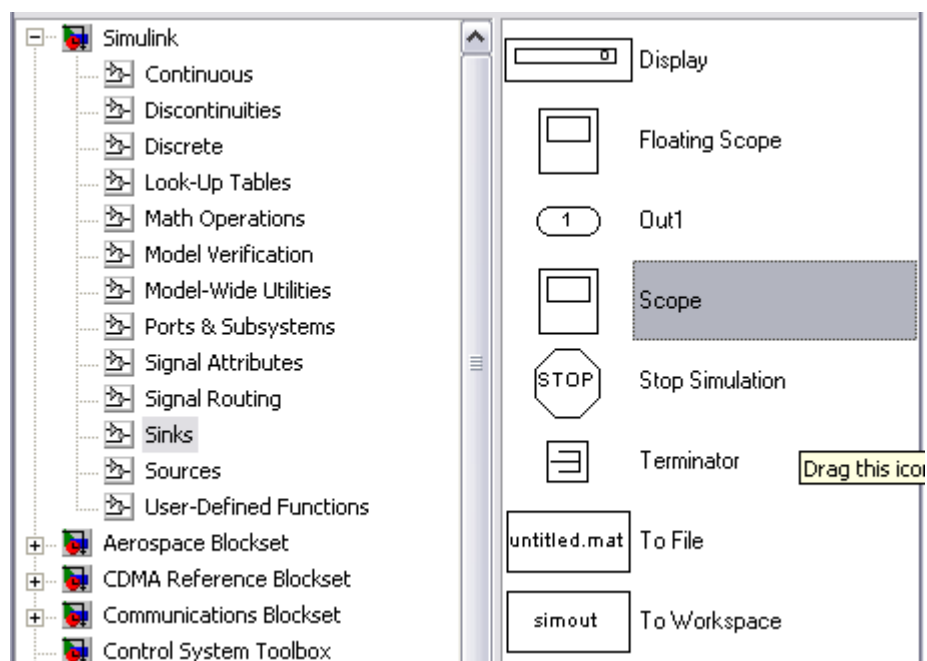 Simulink
Continuous
Discontinuities
Discrete
Look-Up Tables
Math Operations
Model Verification
Model-Wide Utilities
Ports & Subsystems
Signal Attributes
Signal Routing
Sinks
Sources
User-Defined Functions
Aerospace Blockset
CDMA Reference Blockset
Communications Blockset
Control System Toolbox
0 Display
Floating Scope
1 Out1
Scope
STOP Stop Simulation
Terminator
Drag this icon
untitled.mat To File
simout To Workspace